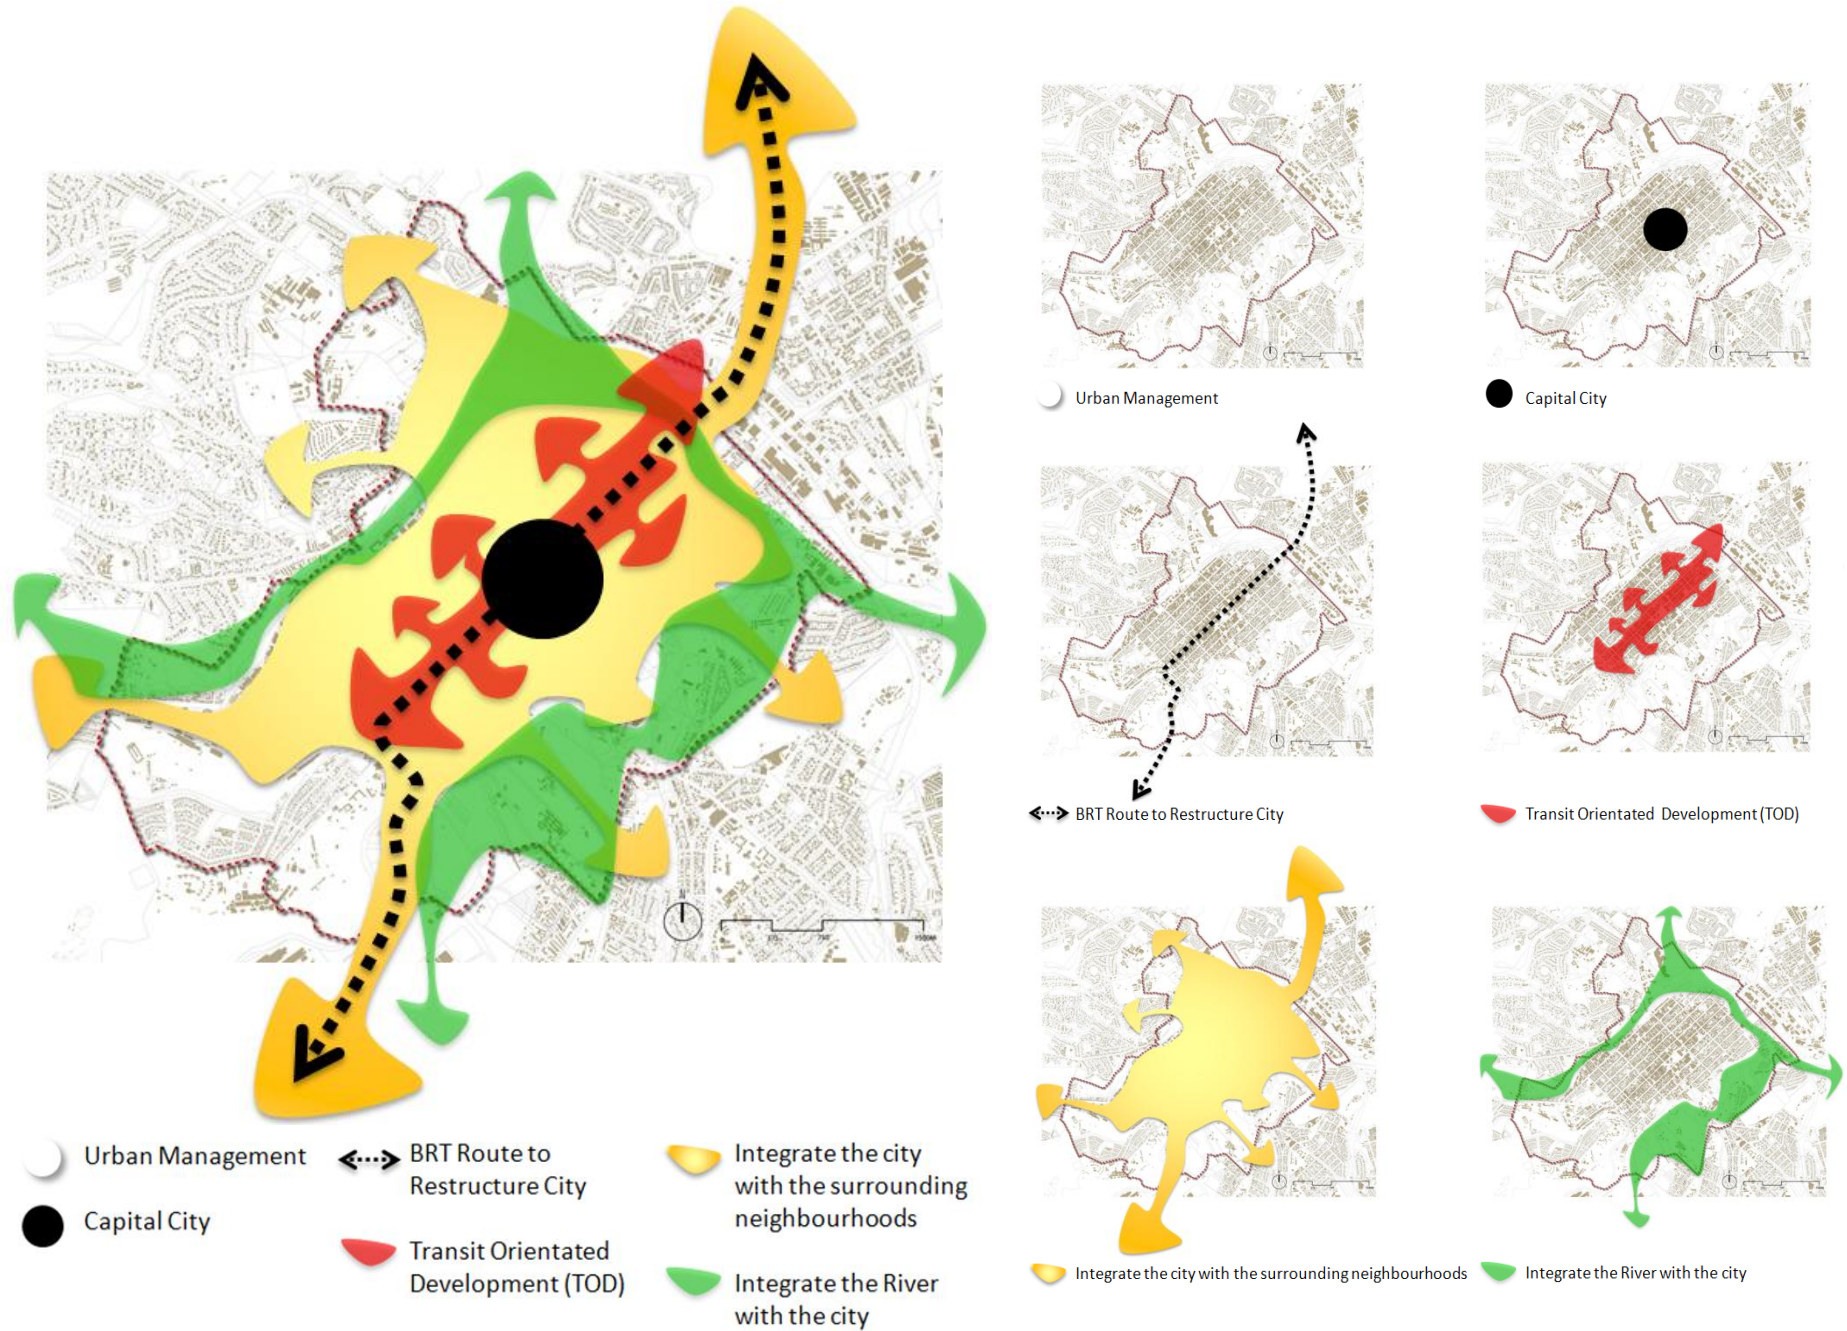 Urban Management
Capital City
BRT Route to Restructure City
Transit Orientated Development (TOD)
Integrate the city with the surrounding neighbourhoods
Integrate the River with the city
N
Urban Management
Capital City
BRT Route to
Restructure City
Transit Orientated
Development (TOD)
Integrate the city
with the surrounding
neighbourhoods
Integrate the River
with the city